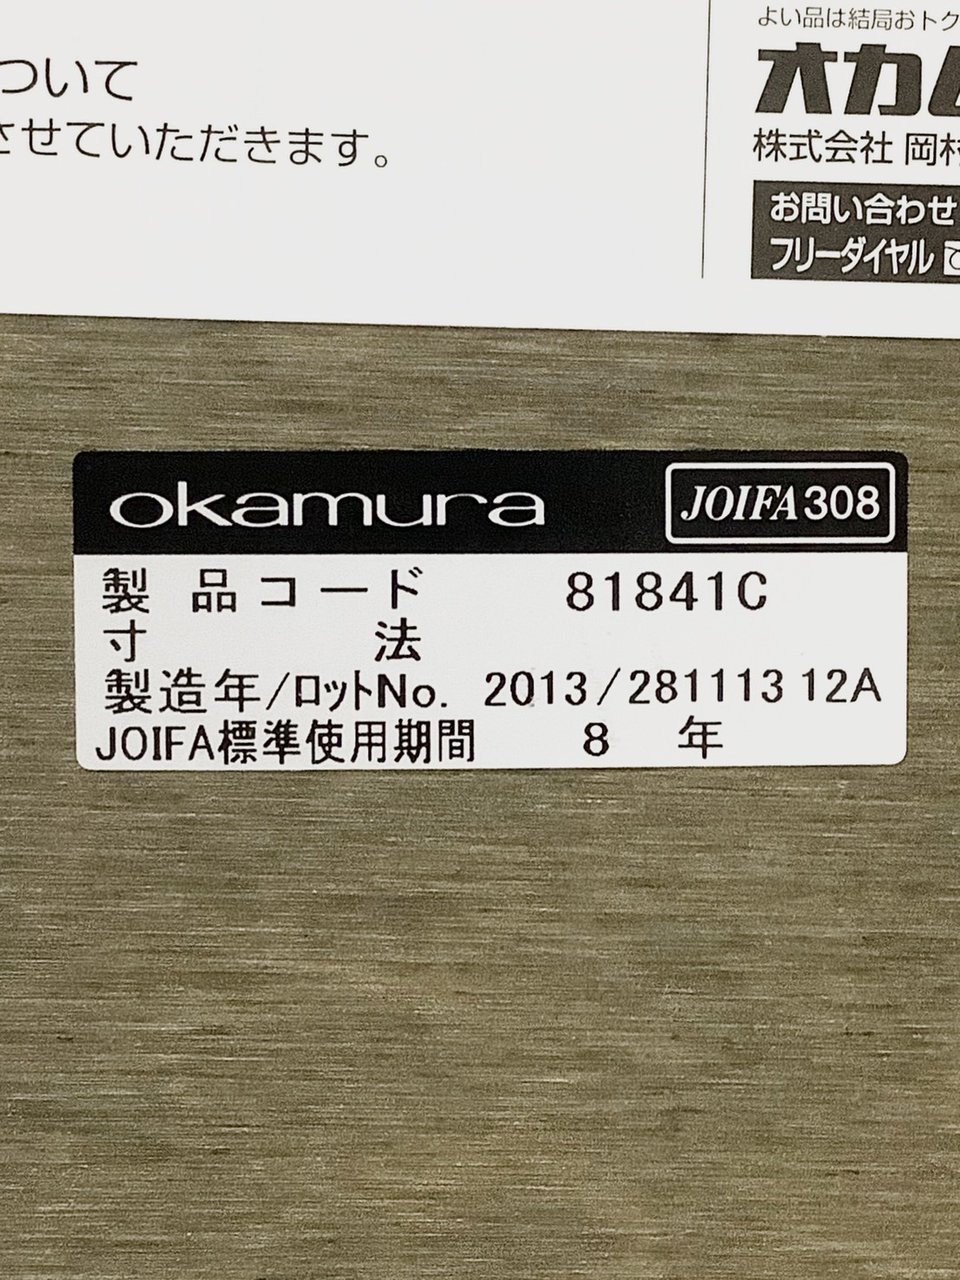 ついて
させていただきます。
よい品は結局おトク
オカム
株式会社 岡村
お問い合わせ
フリーダイヤル
okamura JOIFA308
製品コード 81841C
寸法
製造年/ロットNo. 2013/281113 12A
JOIFA標準使用期間 8 年